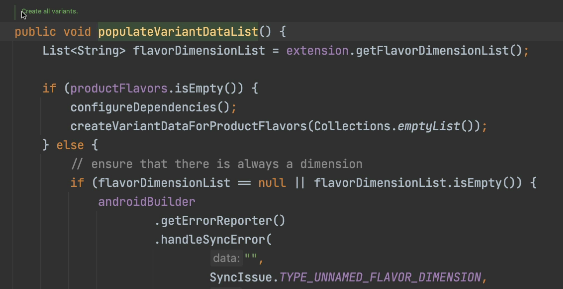 Create all variants.
public void populateVariantDataList() {
List<String> flavorDimensionList = extension.getFlavorDimensionList();
if (productFlavors.isEmpty()) {
configureDependencies();
createVariantDataForProductFlavors(Collections.emptyList());
} else {
// ensure that there is always a dimension
if (flavorDimensionList == null || flavorDimensionList.isEmpty()) {
androidBuilder
.getErrorReporter()
.handleSyncError(
data: "",
SyncIssue.TYPE_UNNAMED_FLAVOR_DIMENSION,